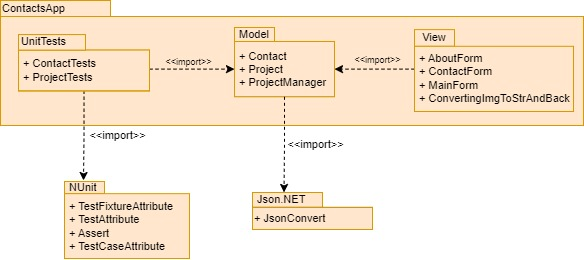 ContactsApp
UnitTests
+ ContactTests
+ ProjectTests
<<import>>
Model
+ Contact
+ Project
+ ProjectManager
<<import>>
View
+ AboutForm
+ ContactForm
+ MainForm
+ ConvertingImgToStrAndBack
<<import>>
<<import>>
NUnit
+ TestFixtureAttribute
+ TestAttribute
+ Assert
+ TestCaseAttribute
Json.NET
+ JsonConvert